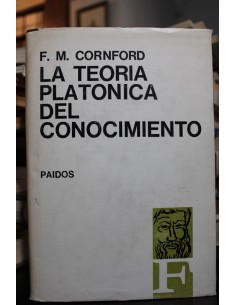 F. M. CORNFORD
LA TEORIA
PLATONICA
DEL
CONOCIMIENTO
PAIDOS
F